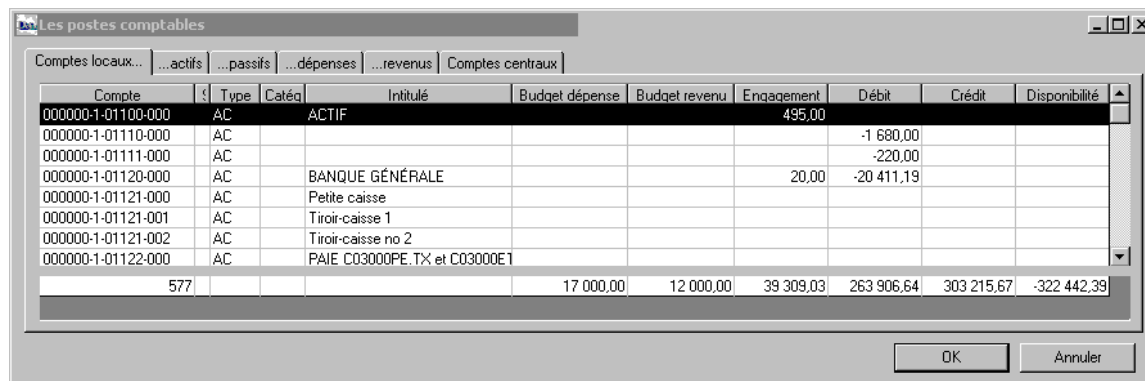 Les postes comptables
Comptes locaux... ...actifs ...passifs ...dépenses ...revenus Comptes centraux
Compte Type Catég Intitulé Budget dépense Budget revenu Engagement Débit Crédit Disponibilité
000000-1-01100-000 AC ACTIF 495,00
000000-1-01110-000 AC -1 680,00
000000-1-01111-000 AC -220,00
000000-1-01120-000 AC BANQUE GÉNÉRALE 20,00 -20 411,19
000000-1-01121-000 AC Petite caisse
000000-1-01121-001 AC Tiroir-caisse 1
000000-1-01121-002 AC Tiroir-caisse no 2
000000-1-01122-000 AC PAIE C03000PE.TX et C03000ET
577 17 000,00 12 000,00 39 309,03 263 906,64 303 215,67 -322 442,39
OK Annuler